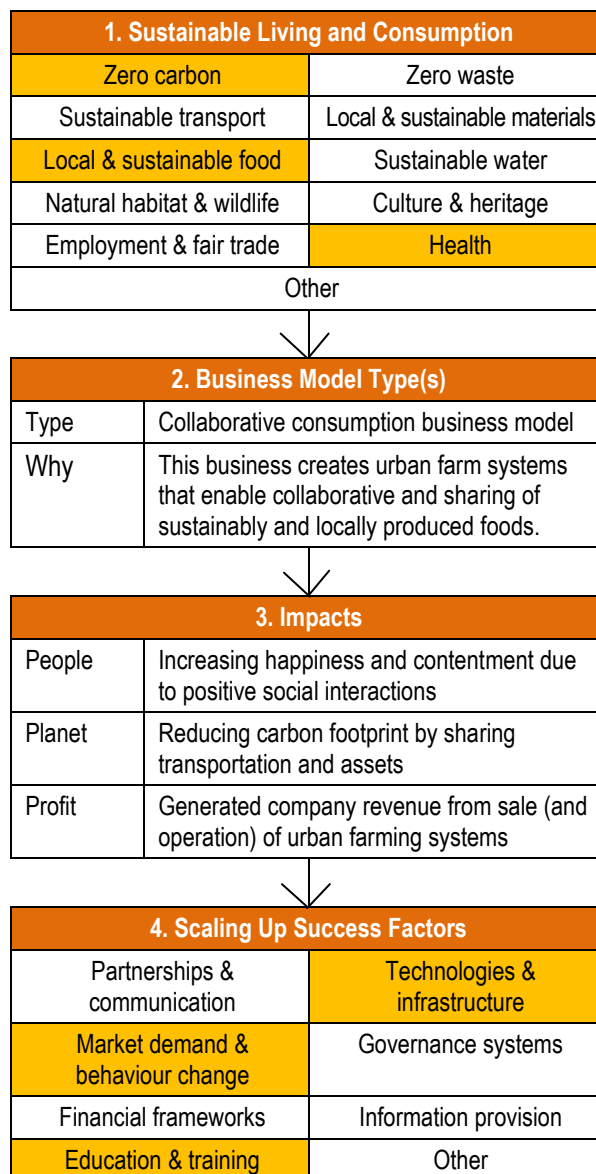 1. Sustainable Living and Consumption
Zero carbon
Zero waste
Sustainable transport
Local & sustainable materials
Local & sustainable food
Sustainable water
Natural habitat & wildlife
Culture & heritage
Employment & fair trade
Health
Other
2. Business Model Type(s)
Type
Collaborative consumption business model
Why
This business creates urban farm systems
that enable collaborative and sharing of
sustainably and locally produced foods.
3. Impacts
People
Increasing happiness and contentment due
to positive social interactions
Planet
Reducing carbon footprint by sharing
transportation and assets
Profit
Generated company revenue from sale (and
operation) of urban farming systems
4. Scaling Up Success Factors
Partnerships &
communication
Technologies &
infrastructure
Market demand &
behaviour change
Governance systems
Financial frameworks
Information provision
Education & training
Other